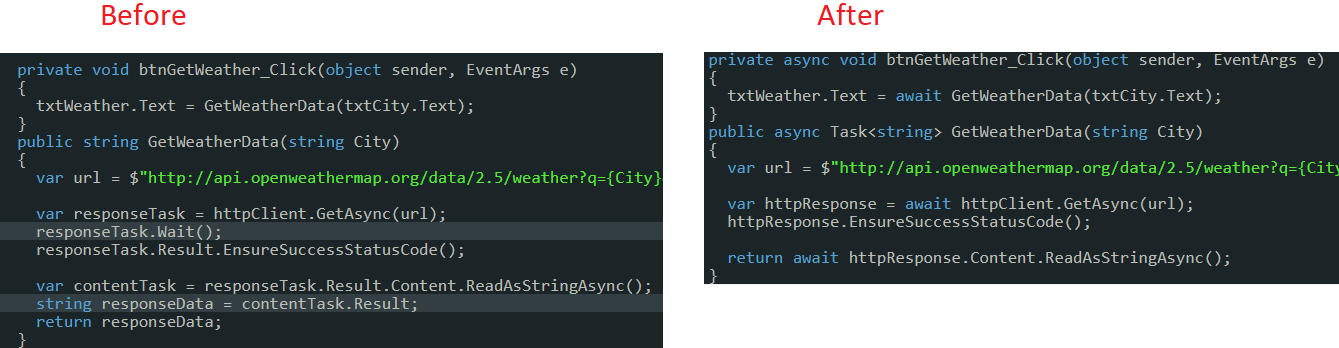 Before
private void btnGetWeather_Click(object sender, EventArgs e)
{
txtWeather.Text = GetWeatherData(txtCity.Text);
}
public string GetWeatherData(string City)
{
var url = $"http://api.openweathermap.org/data/2.5/weather?q={City}
var responseTask = httpClient.GetAsync(url);
responseTask.Wait();
responseTask.Result.EnsureSuccessStatusCode();
var contentTask = responseTask.Result.Content.ReadAsStringAsync();
string responseData = contentTask.Result;
return responseData;
}
After
private async void btnGetWeather_Click(object sender, EventArgs e)
{
txtWeather.Text = await GetWeatherData(txtCity.Text);
}
public async Task<string> GetWeatherData(string City)
{
var url = $"http://api.openweathermap.org/data/2.5/weather?q={City
var httpResponse = await httpClient.GetAsync(url);
httpResponse.EnsureSuccessStatusCode();
return await httpResponse.Content.ReadAsStringAsync();
}